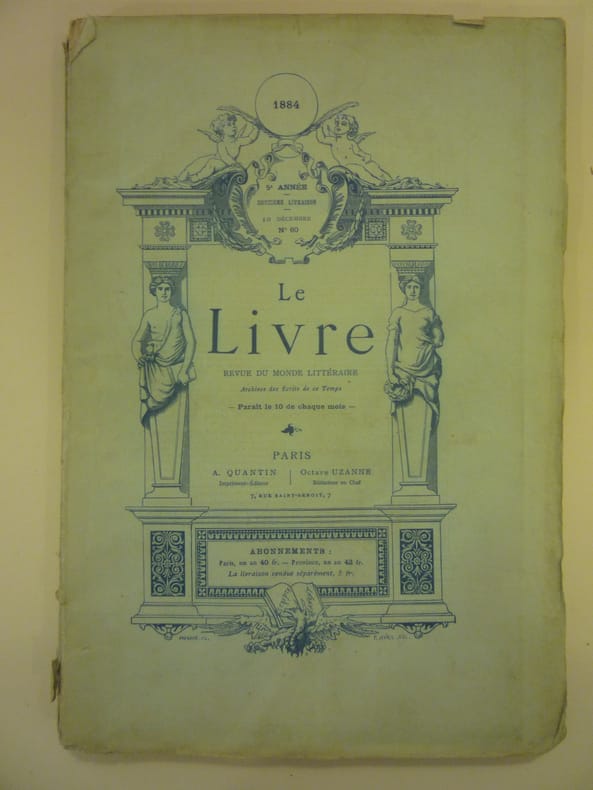 1884
5e ANNÉE
DOUZIÈME LIVRAISON
10 DÉCEMBRE
No 60
Le
Livre
REVUE DU MONDE LITTÉRAIRE
Archives des Écrits de ce Temps
— Paraît le 10 de chaque mois —
PARIS
A. QUANTIN
Imprimeur-Éditeur
Octave UZANNE
Rédacteur en Chef
7, RUE SAINT-BENOIT, 7
ABONNEMENTS :
Paris, un an 40 fr. — Province, un an 42 fr.
La livraison vendue séparément, 5 fr.